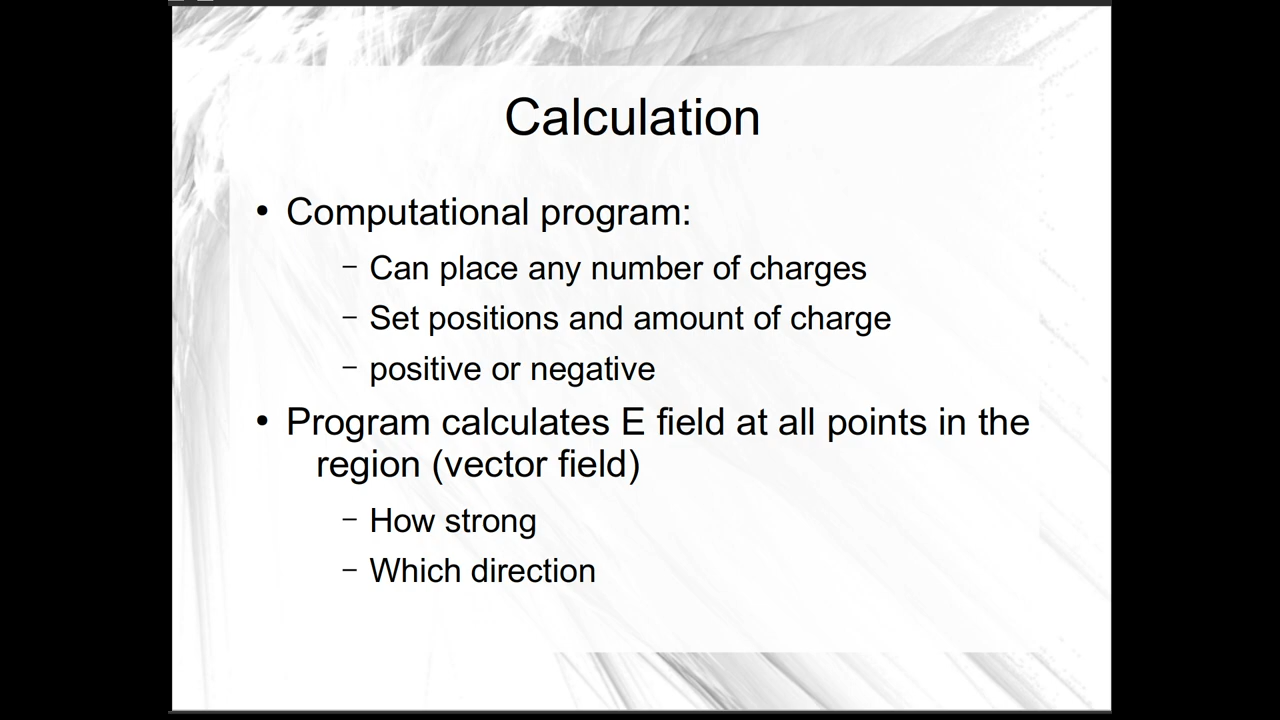 Calculation
• Computational program:
– Can place any number of charges
– Set positions and amount of charge
– positive or negative
• Program calculates E field at all points in the
region (vector field)
– How strong
– Which direction